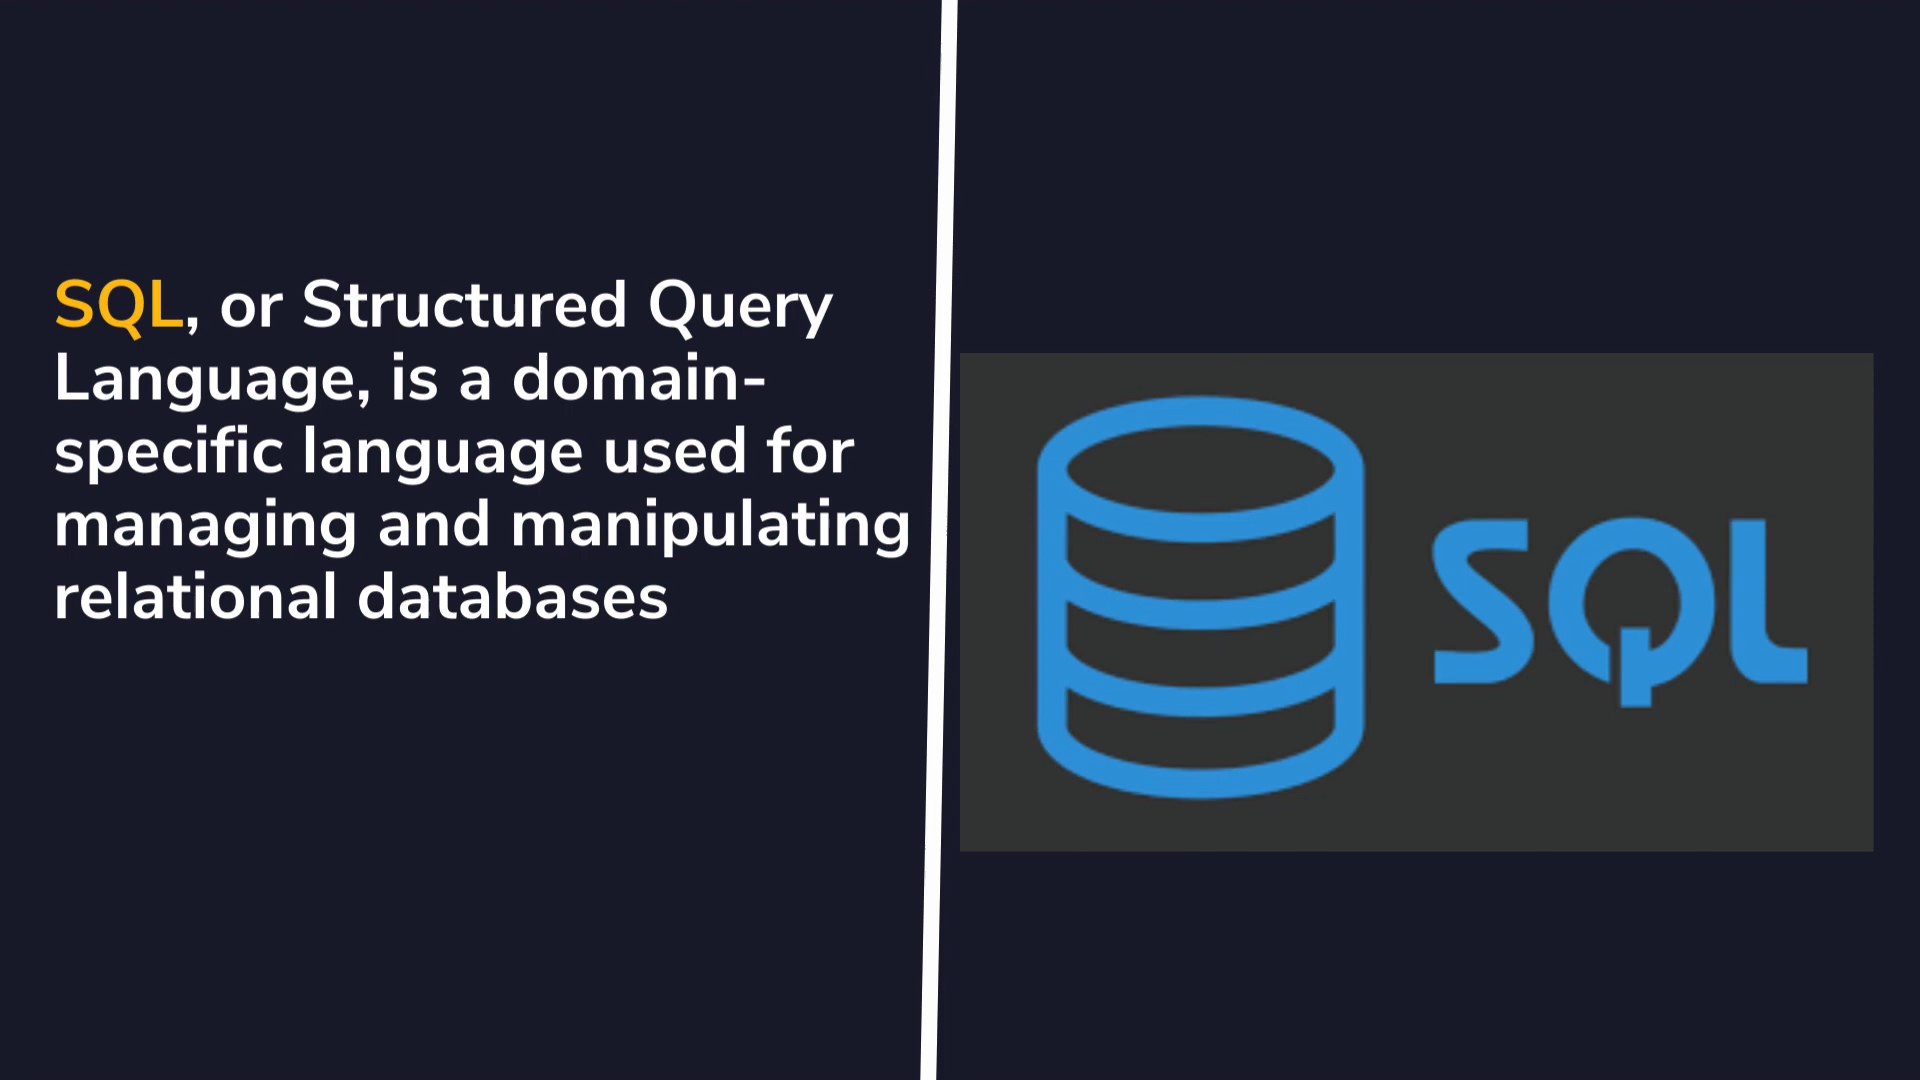 SQL, or Structured Query
Language, is a domain-
specific language used for
managing and manipulating
relational databases
SQL